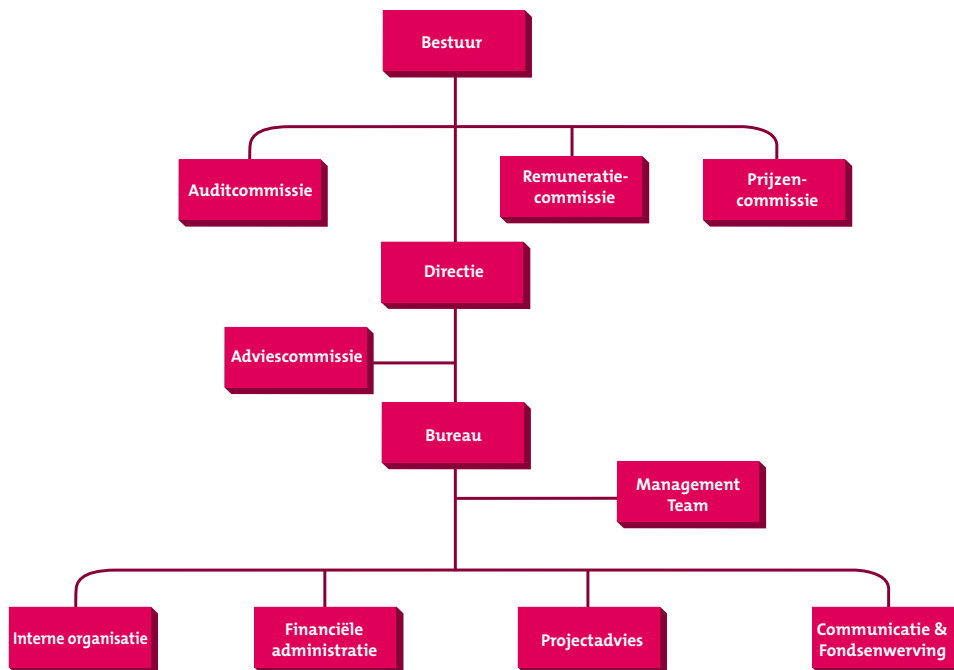 Bestuur
Auditcommissie
Remuneratie-
commissie
Prijzen-
commissie
Directie
Adviescommissie
Bureau
Management
Team
Interne organisatie
Financiële
administratie
Projectadvies
Communicatie &
Fondsenwerving